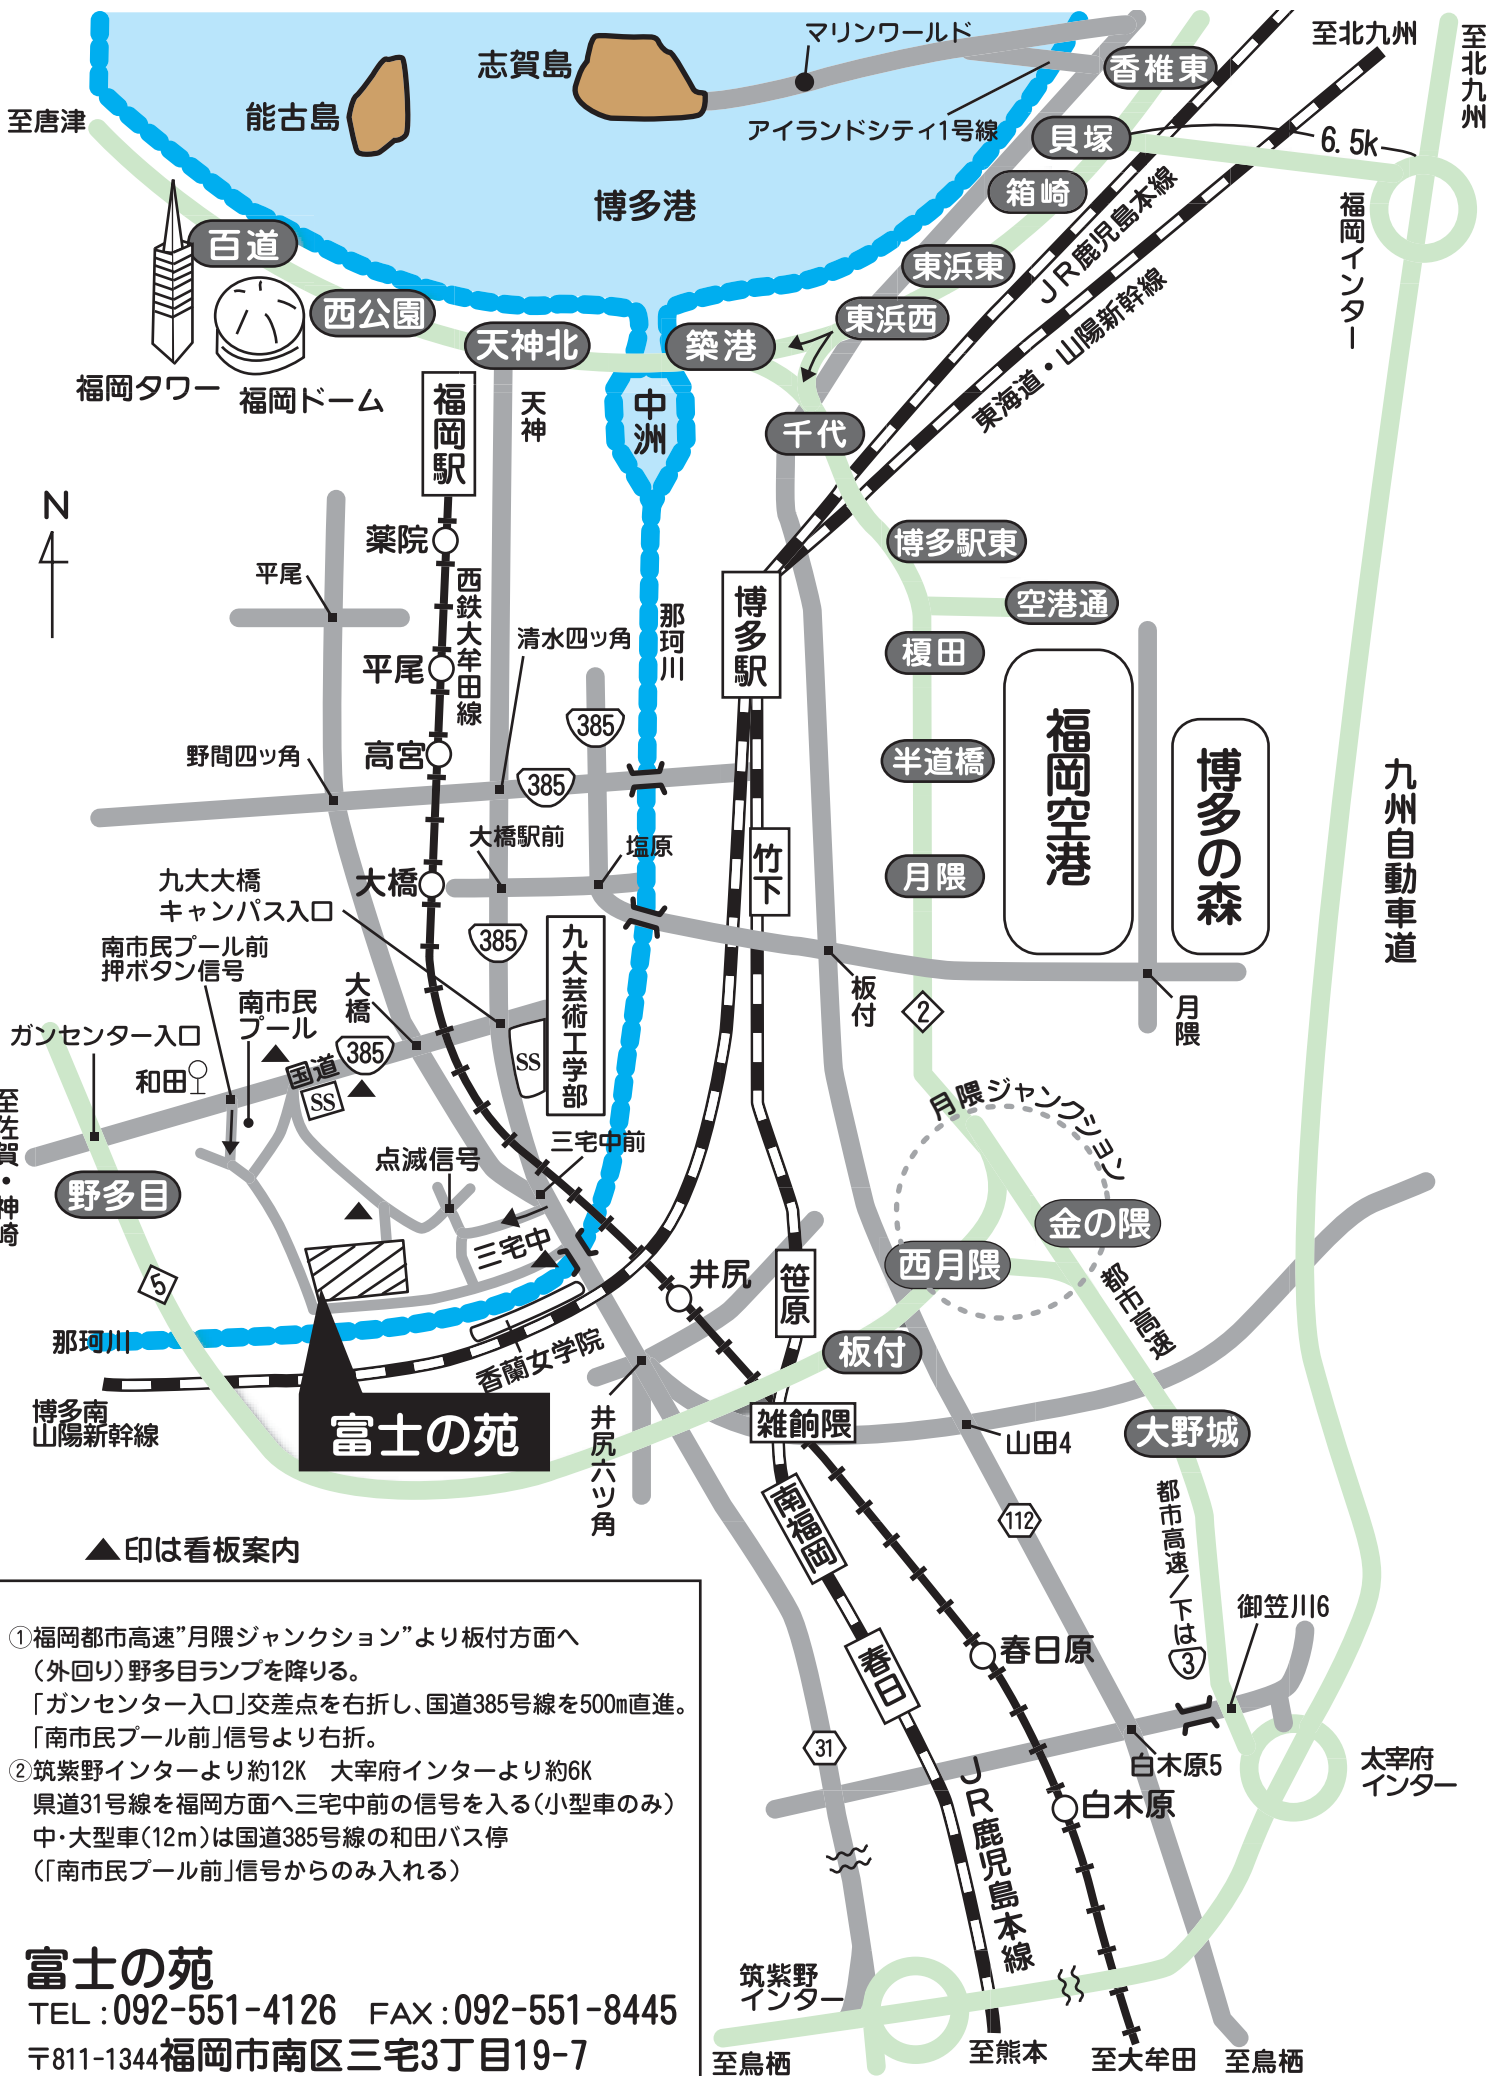 マリンワールド
至北九州
至北九州
志賀島
能古島
至唐津
香椎東
アイランドシティ1号線
貝塚
6.5k
箱崎
博多港
福岡インター
百道
東浜東
JR鹿児島本線
西公園
東浜西
東海道・山陽新幹線
天神北
築港
福岡タワー
福岡ドーム
福岡駅
天神
中洲
千代
N
薬院
博多駅東
平尾
西鉄大牟田線
清水四ッ角
那珂川
博多駅
空港通
榎田
平尾
385
福岡空港
博多の森
九州自動車道
野間四ッ角
高宮
385
半道橋
大橋駅前
塩原
竹下
月隈
九大大橋
キャンパス入口
大橋
385
九大芸術工学部
南市民プール前
押ボタン信号
南市民
プール
大橋
板付
2
月隈
ガンセンター入口
和田
国道
385
SS
SS
至佐賀・神崎
月隈ジャンクション
点滅信号
三宅中前
野多目
金の隈
三宅中
西月隈
5
井尻
笹原
都市高速
那珂川
香蘭女学院
板付
博多南
山陽新幹線
富士の苑
井尻六ツ角
雑餉隈
山田4
大野城
南福岡
112
都市高速/下は
3
御笠川6
▲印は看板案内
春日原
春日
31
白木原5
太宰府
インター
白木原
JR鹿児島本線
筑紫野
インター
至鳥栖
至熊本
至大牟田
至鳥栖
①福岡都市高速”月隈ジャンクション”より板付方面へ
（外回り）野多目ランプを降りる。
「ガンセンター入口」交差点を右折し、国道385号線を500m直進。
「南市民プール前」信号より右折。
②筑紫野インターより約12K　大宰府インターより約6K
県道31号線を福岡方面へ三宅中前の信号を入る（小型車のみ）
中・大型車（12m）は国道385号線の和田バス停
（「南市民プール前」信号からのみ入れる）
富士の苑
TEL：092-551-4126　FAX：092-551-8445
〒811-1344福岡市南区三宅3丁目19-7